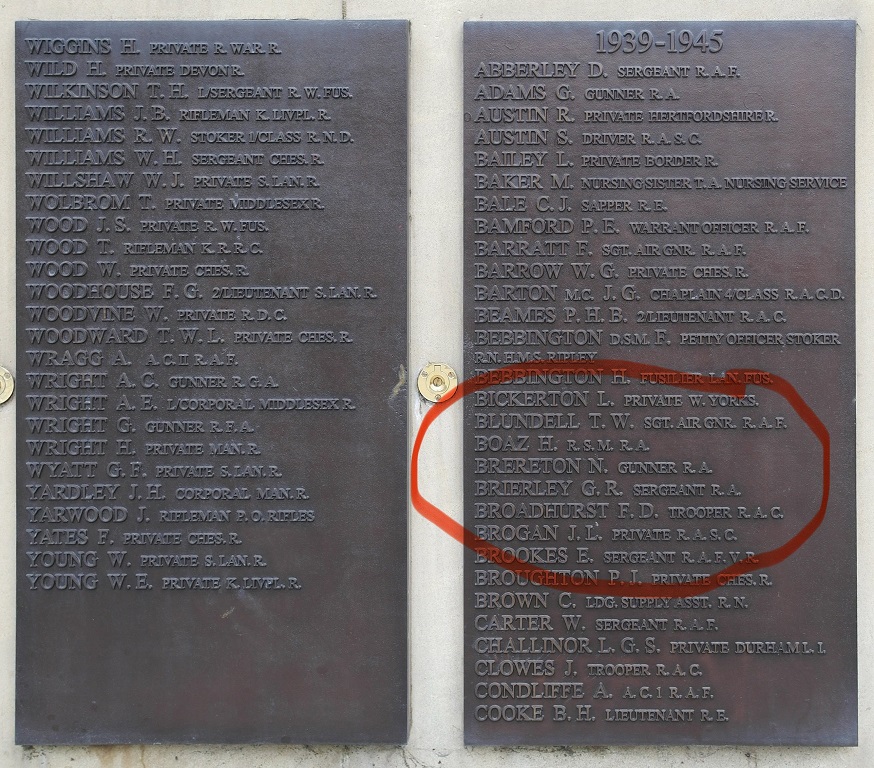 WIGGINS H. PRIVATE R. WAR. R.
WILD H. PRIVATE DEVON R.
WILKINSON T. H. L/SERGEANT R. W. FUS.
WILLIAMS J. B. RIFLEMAN K. LIVPL. R.
WILLIAMS R. W. STOKER 1/CLASS R. N. D.
WILLIAMS W. H. SERGEANT CHES. R.
WILLSHAW W. J. PRIVATE S. LAN. R.
WOLBROM T. PRIVATE MIDDLESEX R.
WOOD J. S. PRIVATE R. W. FUS.
WOOD T. RIFLEMAN K. R. R. C.
WOOD W. PRIVATE CHES. R.
WOODHOUSE F. G. 2/LIEUTENANT S. LAN. R.
WOODVINE W. PRIVATE R. D. C.
WOODWARD T. W. L. PRIVATE CHES. R.
WRAGG A. A. C. II R. A. F.
WRIGHT A. C. GUNNER R. G. A.
WRIGHT A. E. L/CORPORAL MIDDLESEX R.
WRIGHT G. GUNNER R. F. A.
WRIGHT H. PRIVATE MAN. R.
WYATT G. F. PRIVATE S. LAN. R.
YARDLEY J. H. CORPORAL MAN. R.
YARWOOD J. RIFLEMAN P. O. RIFLES
YATES F. PRIVATE CHES. R.
YOUNG W. PRIVATE S. LAN. R.
YOUNG W. E. PRIVATE K. LIVPL. R.
1939-1945
ABBERLEY D. SERGEANT R. A. F.
ADAMS G. GUNNER R. A.
AUSTIN R. PRIVATE HERTFORDSHIRE R.
AUSTIN S. DRIVER R. A. S. C.
BAILEY L. PRIVATE BORDER R.
BAKER M. NURSING SISTER T. A. NURSING SERVICE
BALE C. J. SAPPER R. E.
BAMFORD P. E. WARRANT OFFICER R. A. F.
BARRATT F. SGT. AIR GNR. R. A. F.
BARROW W. G. PRIVATE CHES. R.
BARTON M.C. J. G. CHAPLAIN 4/CLASS R. A. C. D.
BEAMES P. H. B. 2/LIEUTENANT R. A. C.
BEBBINGTON D.S.M. F. PETTY OFFICER STOKER
R.N. H.M.S. RIPLEY
BEBBINGTON H. FUSILIER LAN. FUS.
BICKERTON L. PRIVATE W. YORKS.
BLUNDELL T. W. SGT. AIR GNR. R. A. F.
BOAZ H. R. S. M. R. A.
BRERETON N. GUNNER R. A.
BRIERLEY G. R. SERGEANT R. A.
BROADHURST F. D. TROOPER R. A. C.
BROGAN J. L. PRIVATE R. A. S. C.
BROOKES E. SERGEANT R. A. F. V. R.
BROUGHTON P. J. PRIVATE CHES. R.
BROWN C. LDG. SUPPLY ASST. R. N.
CARTER W. SERGEANT R. A. F.
CHALLINOR L. G. S. PRIVATE DURHAM L. I.
CLOWES J. TROOPER R. A. C.
CONDLIFFE A. A. C. 1 R. A. F.
COOKE B. H. LIEUTENANT R. E.